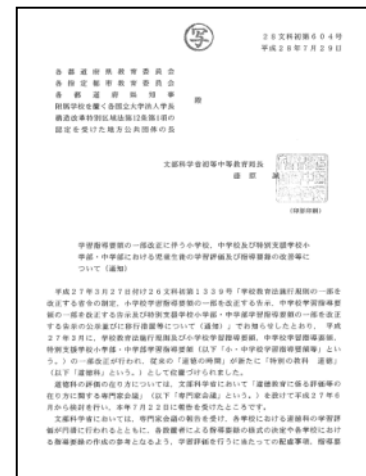 写
28文科初第604号
平成28年7月29日
各都道府県教育委員会
各指定都市教育委員会
各都道府県知事
附属学校を置く各国立大学法人学長
構造改革特別区域法第12条第1項の
認定を受けた地方公共団体の長
殿
文部科学省初等中等教育局長
藤原 誠
(印影印刷)
学習指導要領の一部改正に伴う小学校、中学校及び特別支援学校小
学部・中学部における児童生徒の学習評価及び指導要録の改善等に
ついて(通知)
平成27年3月27日付け26文科初第1339号「学校教育法施行規則の一部を
改正する省令の制定、小学校学習指導要領の一部を改正する告示、中学校学習指導要
領の一部を改正する告示及び特別支援学校小学部・中学部学習指導要領の一部を改正
する告示の公示並びに移行措置等について(通知)」でお知らせしたとおり、平成
27年3月に、学校教育法施行規則及び小学校学習指導要領、中学校学習指導要領、
特別支援学校小学部・中学部学習指導要領(以下「小・中学校学習指導要領等」とい
う。)の一部改正が行われ、従来の「道徳の時間」が新たに「特別の教科 道徳」
(以下「道徳科」という。)として位置づけられました。
道徳科の評価の在り方については、文部科学省において「道徳教育に係る評価等の
在り方に関する専門家会議」(以下「専門家会議」という。)を設けて平成27年6
月から検討を行い、本年7月22日に報告を受けたところです。
文部科学省においては、専門家会議の報告を受け、各学校における道徳科の学習評
価が円滑に行われるとともに、各設置者による指導要録の様式の決定や各学校におけ
る指導要録の作成の参考となるよう、学習評価を行うに当たっての配慮事項、指導要